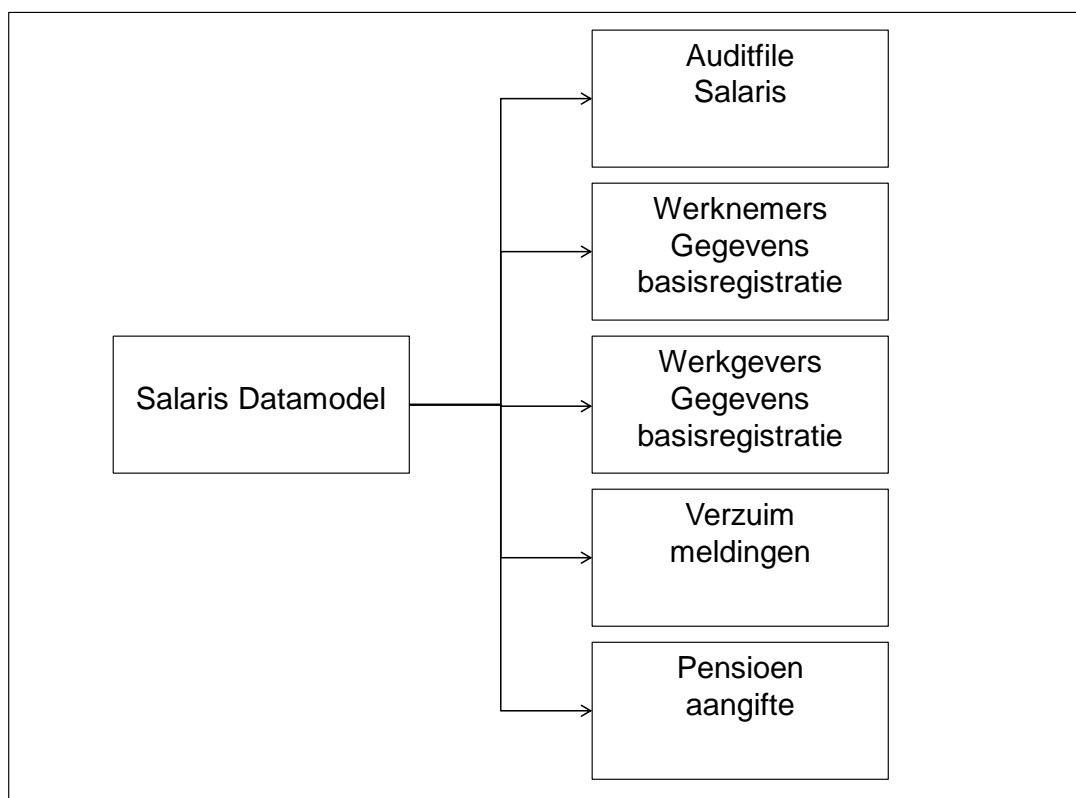 Auditfile
Salaris
Werknemers
Gegevens
basisregistratie
Salaris Datamodel
Werkgevers
Gegevens
basisregistratie
Verzuim
meldingen
Pensioen
aangifte